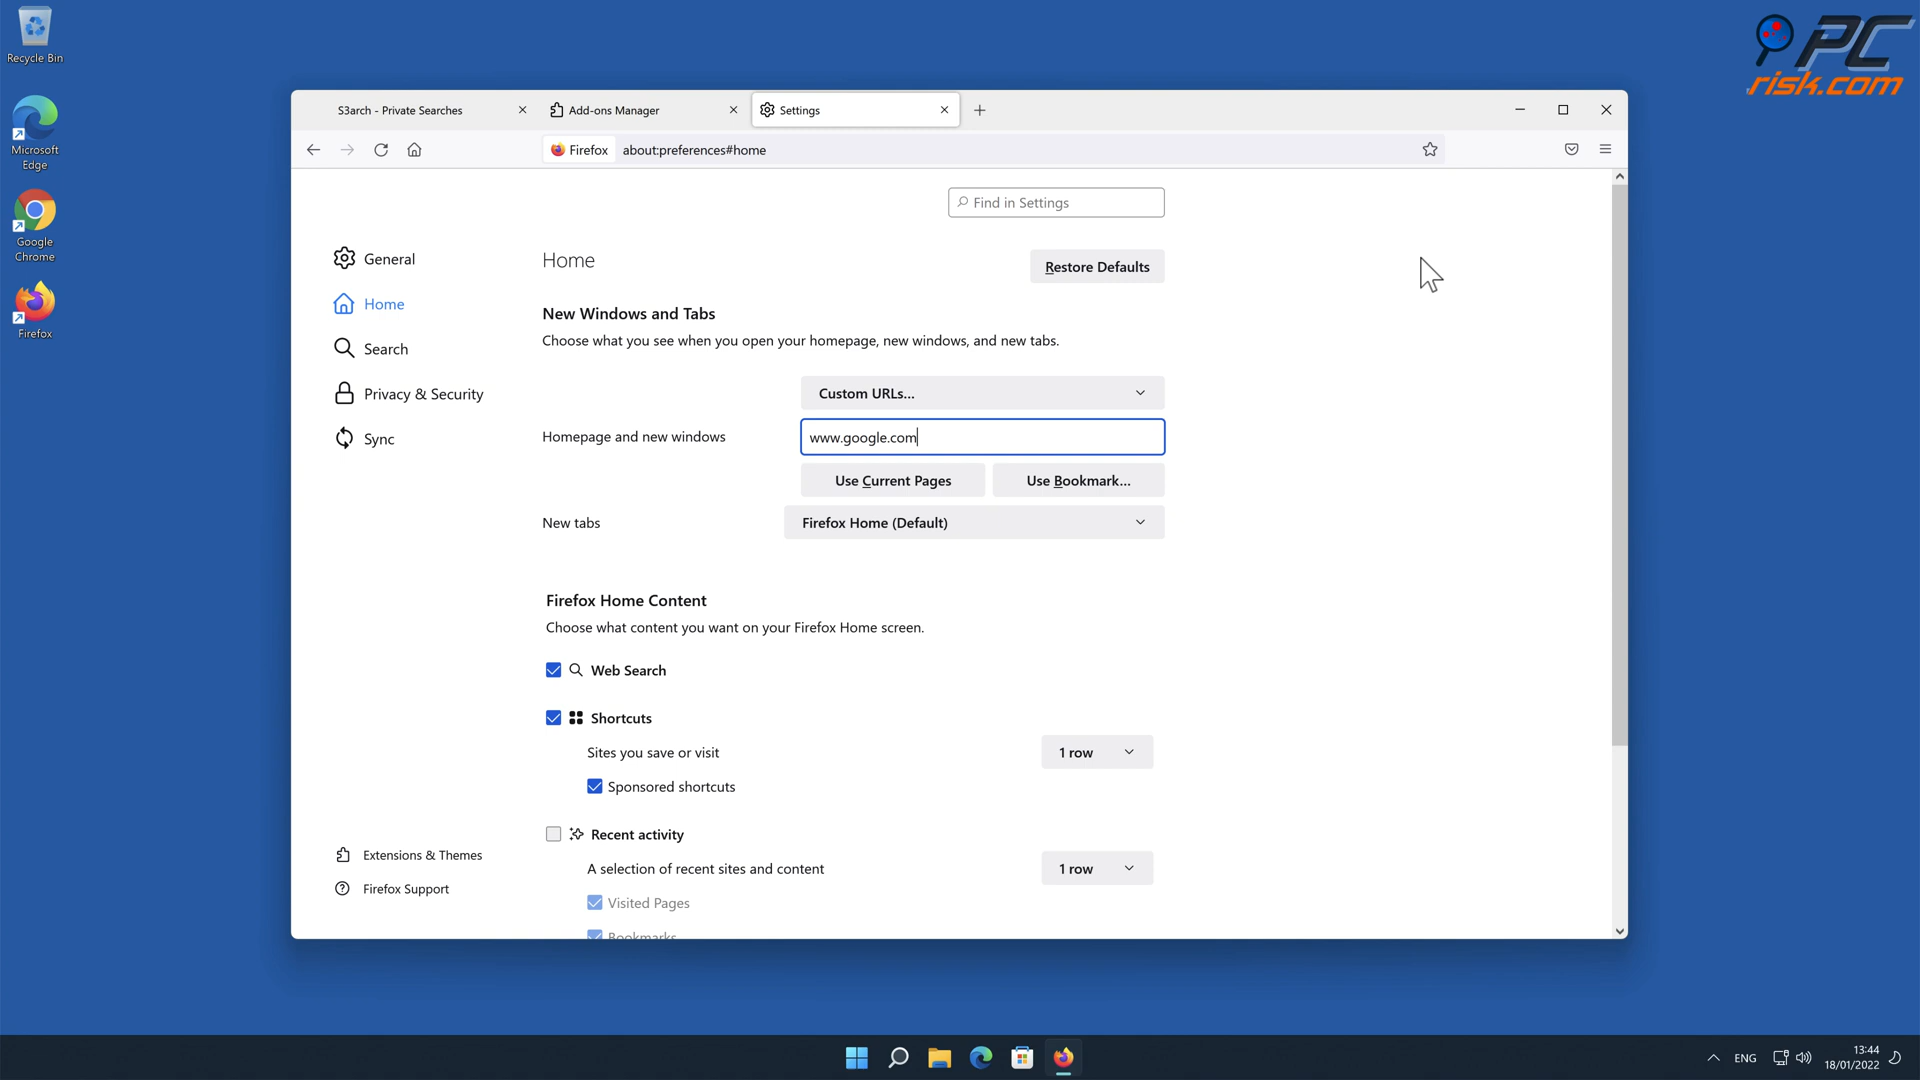 Recycle Bin
Microsoft
Edge
Google
Chrome
Firefox
PC
risk.com
S3arch - Private Searches
Add-ons Manager
Settings
Firefox
about:preferences#home
Find in Settings
General
Home
Search
Privacy & Security
Sync
Extensions & Themes
Firefox Support
Home
Restore Defaults
New Windows and Tabs
Choose what you see when you open your homepage, new windows, and new tabs.
Custom URLs...
Homepage and new windows
www.google.com
Use Current Pages
Use Bookmark...
New tabs
Firefox Home (Default)
Firefox Home Content
Choose what content you want on your Firefox Home screen.
Web Search
Shortcuts
Sites you save or visit
1 row
Sponsored shortcuts
Recent activity
A selection of recent sites and content
1 row
Visited Pages
Bookmarks
ENG
13:44
18/01/2022